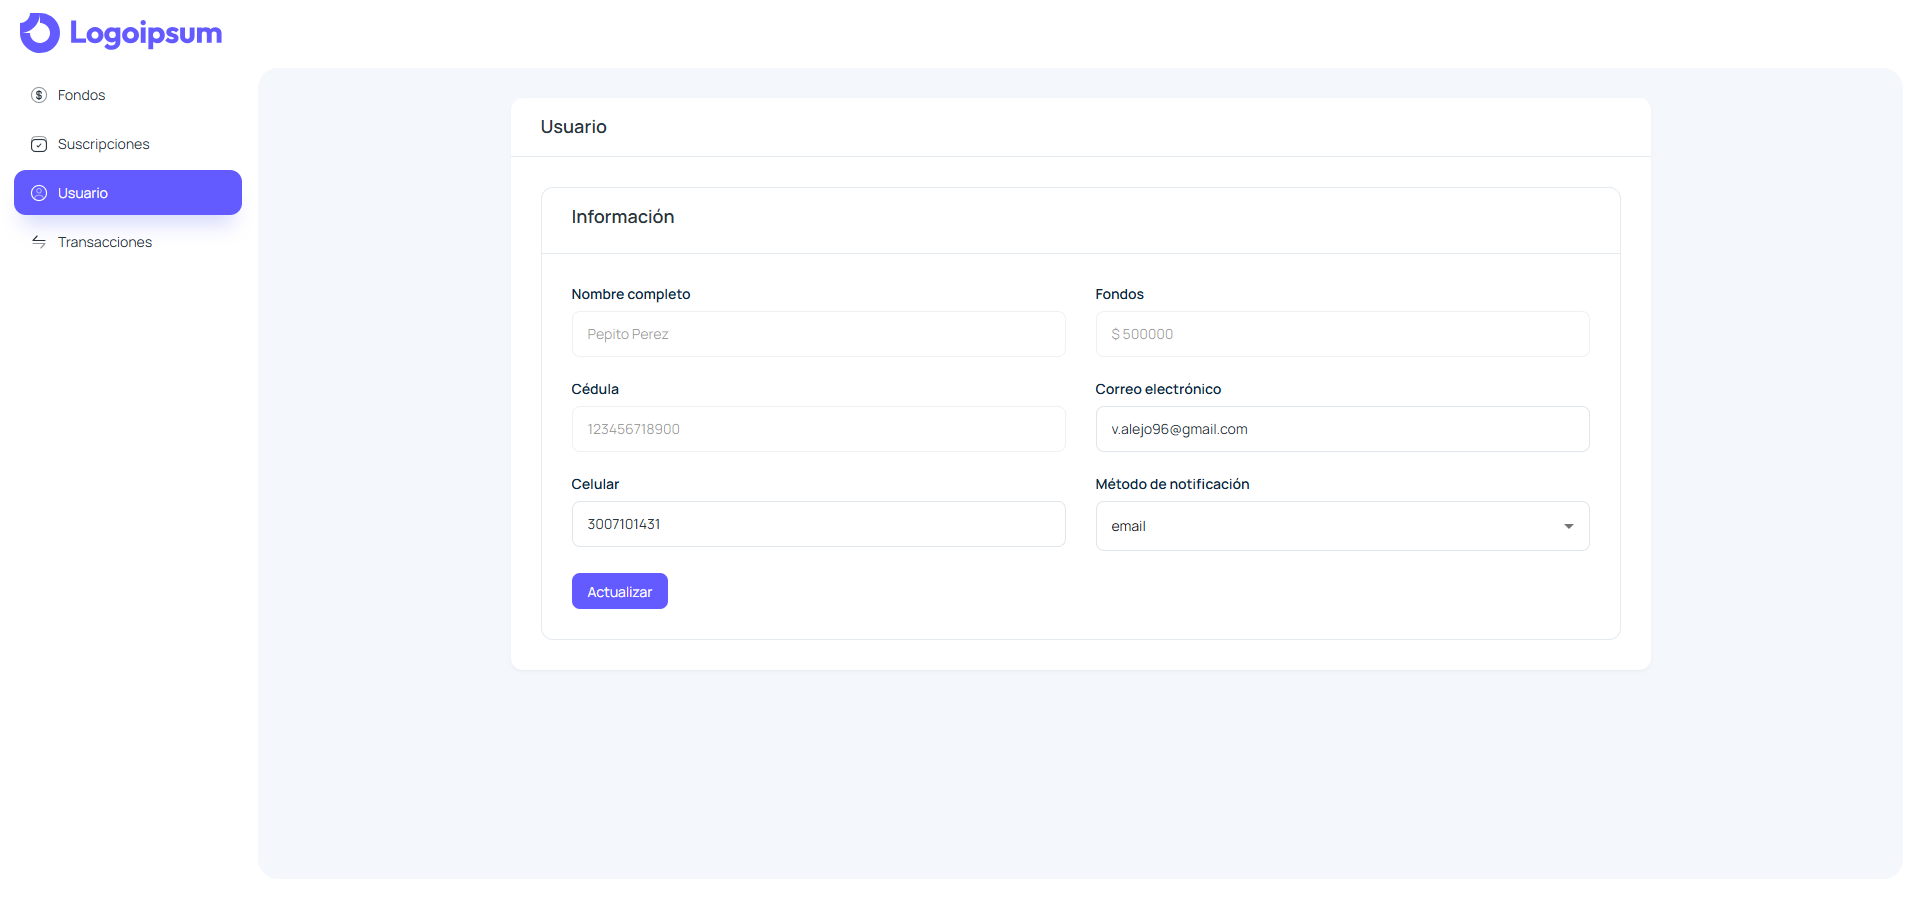 Logoipsum
Fondos
Suscripciones
Usuario
Transacciones
Usuario
Información
Nombre completo
Pepito Perez
Fondos
$ 500000
Cédula
123456718900
Correo electrónico
v.alejo96@gmail.com
Celular
3007101431
Método de notificación
email
Actualizar